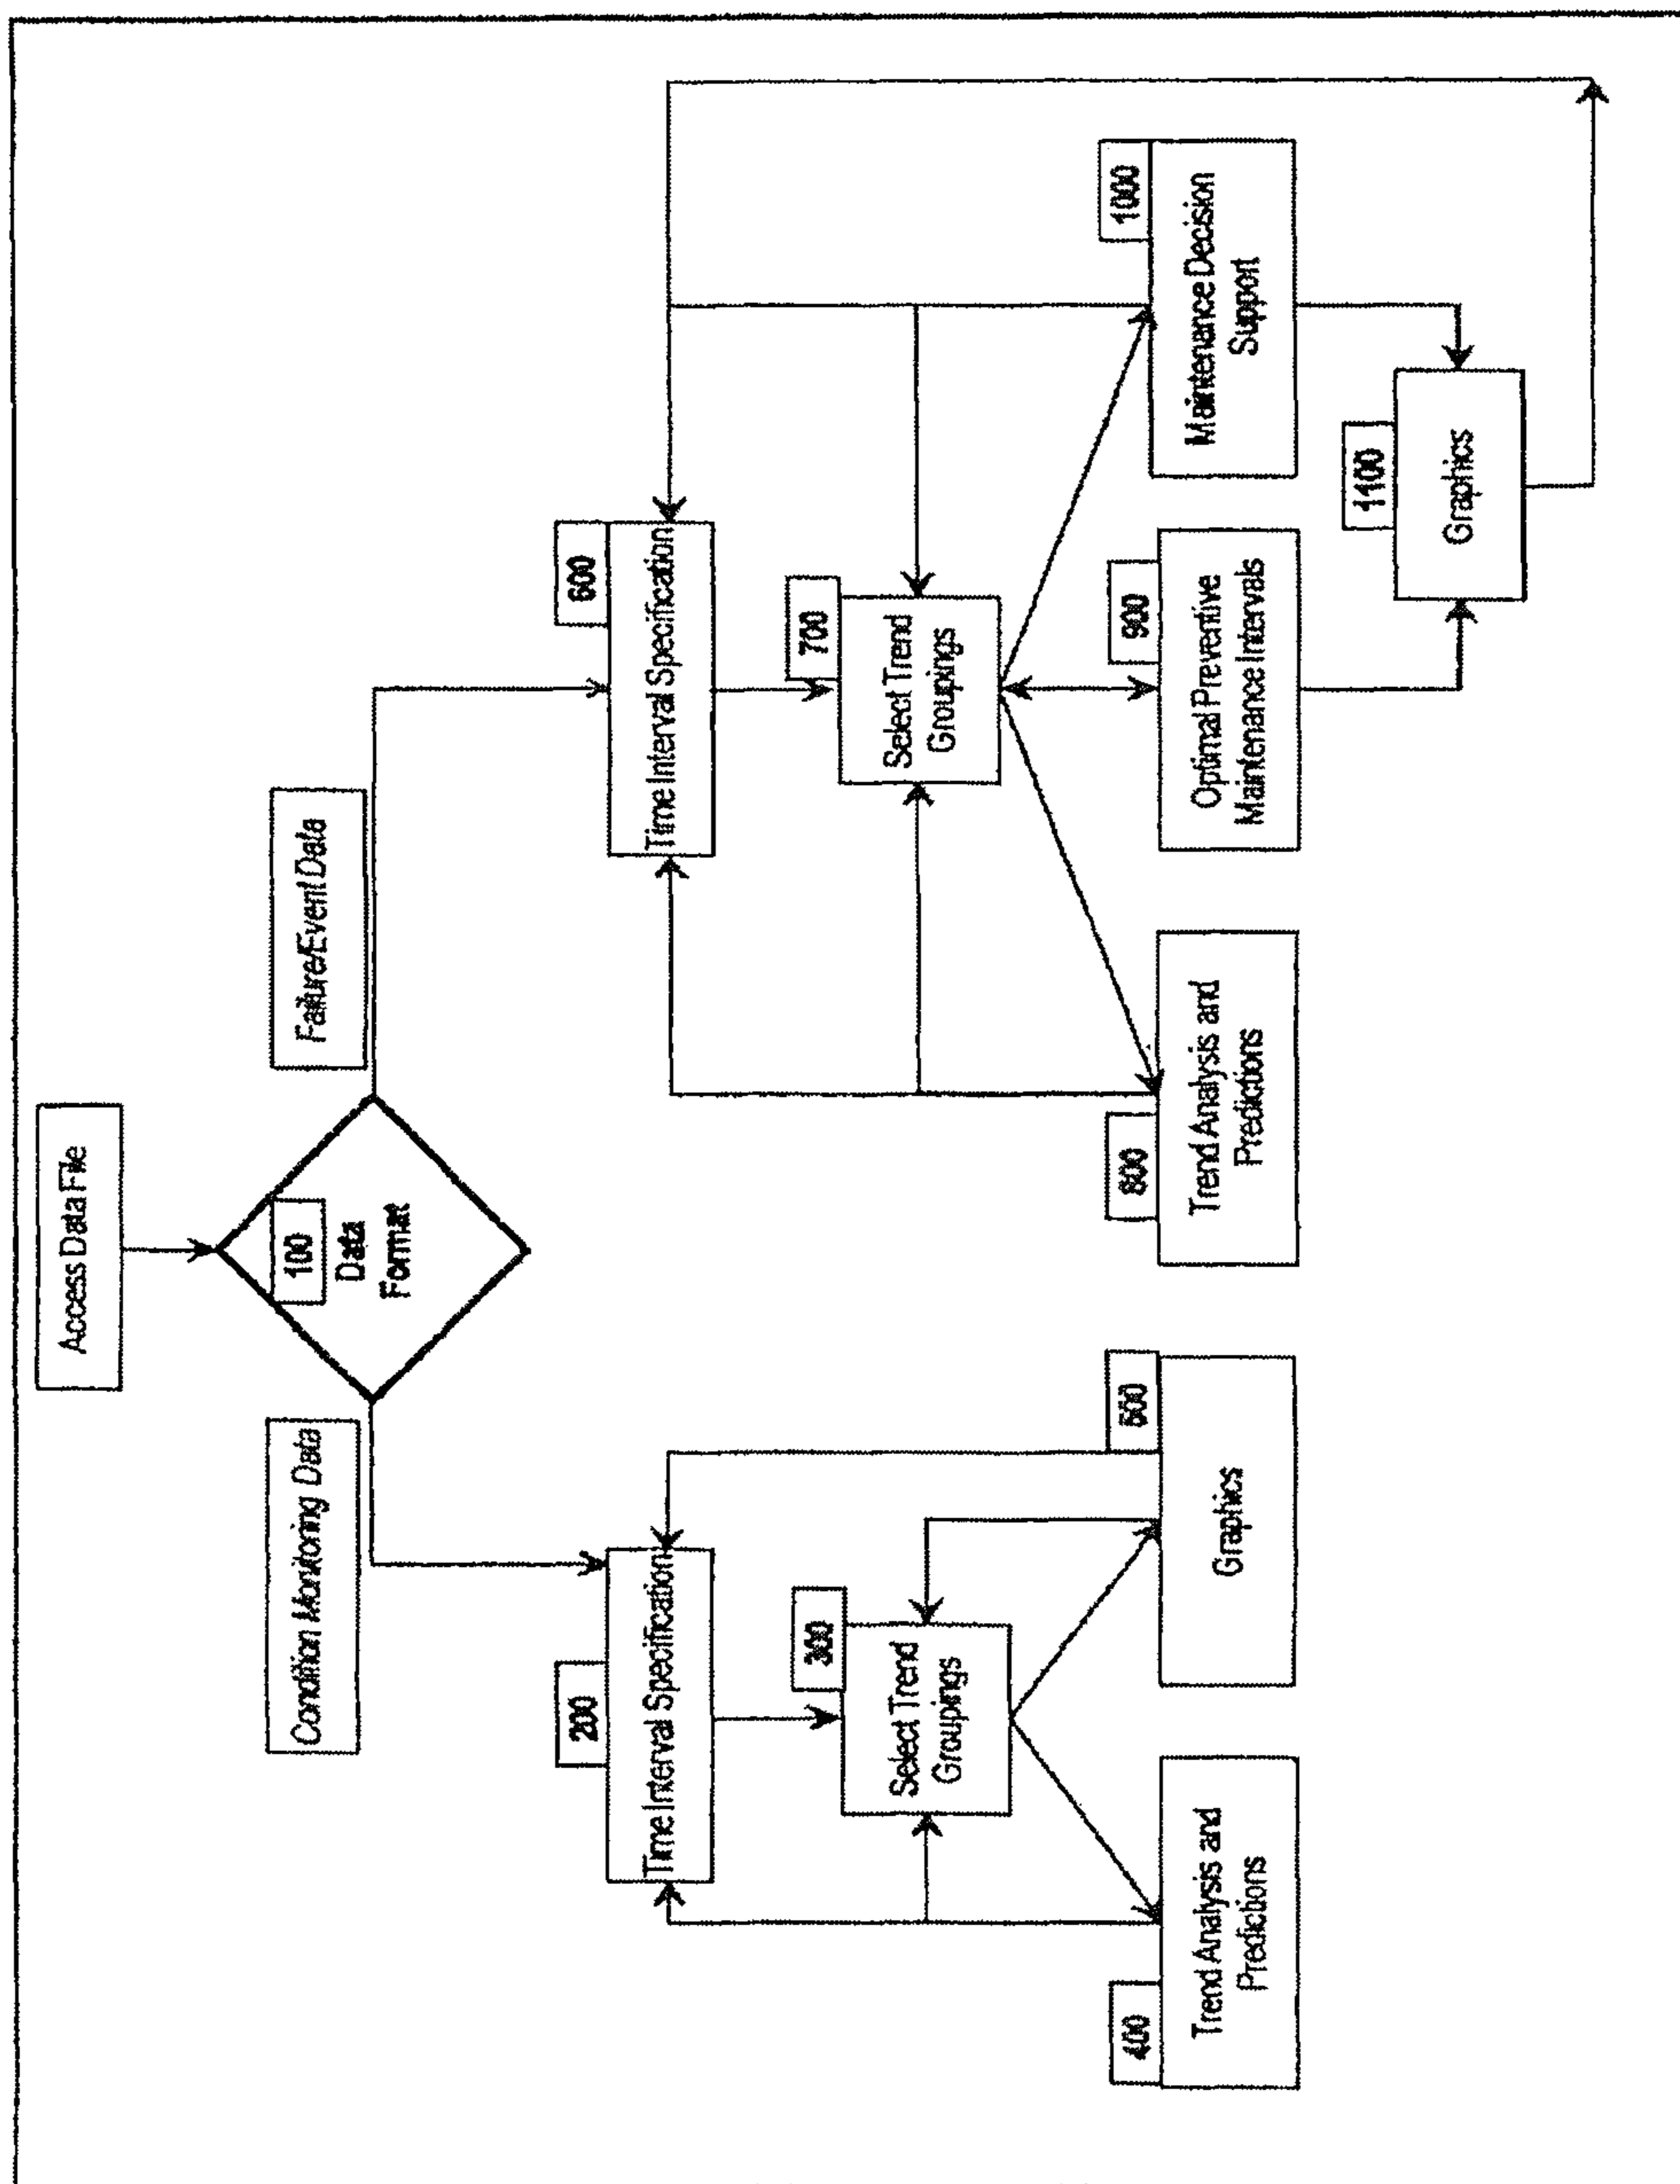 Access Data File
100
Data
Format
Condition Monitoring Data
Failure/Event Data
200
Time Interval Specification
300
Select Trend
Groupings
400
Trend Analysis and
Predictions
500
Graphics
600
Time Interval Specification
700
Select Trend
Groupings
800
Trend Analysis and
Predictions
900
Optimal Preventive
Maintenance Intervals
1000
Maintenance Decision
Support
1100
Graphics